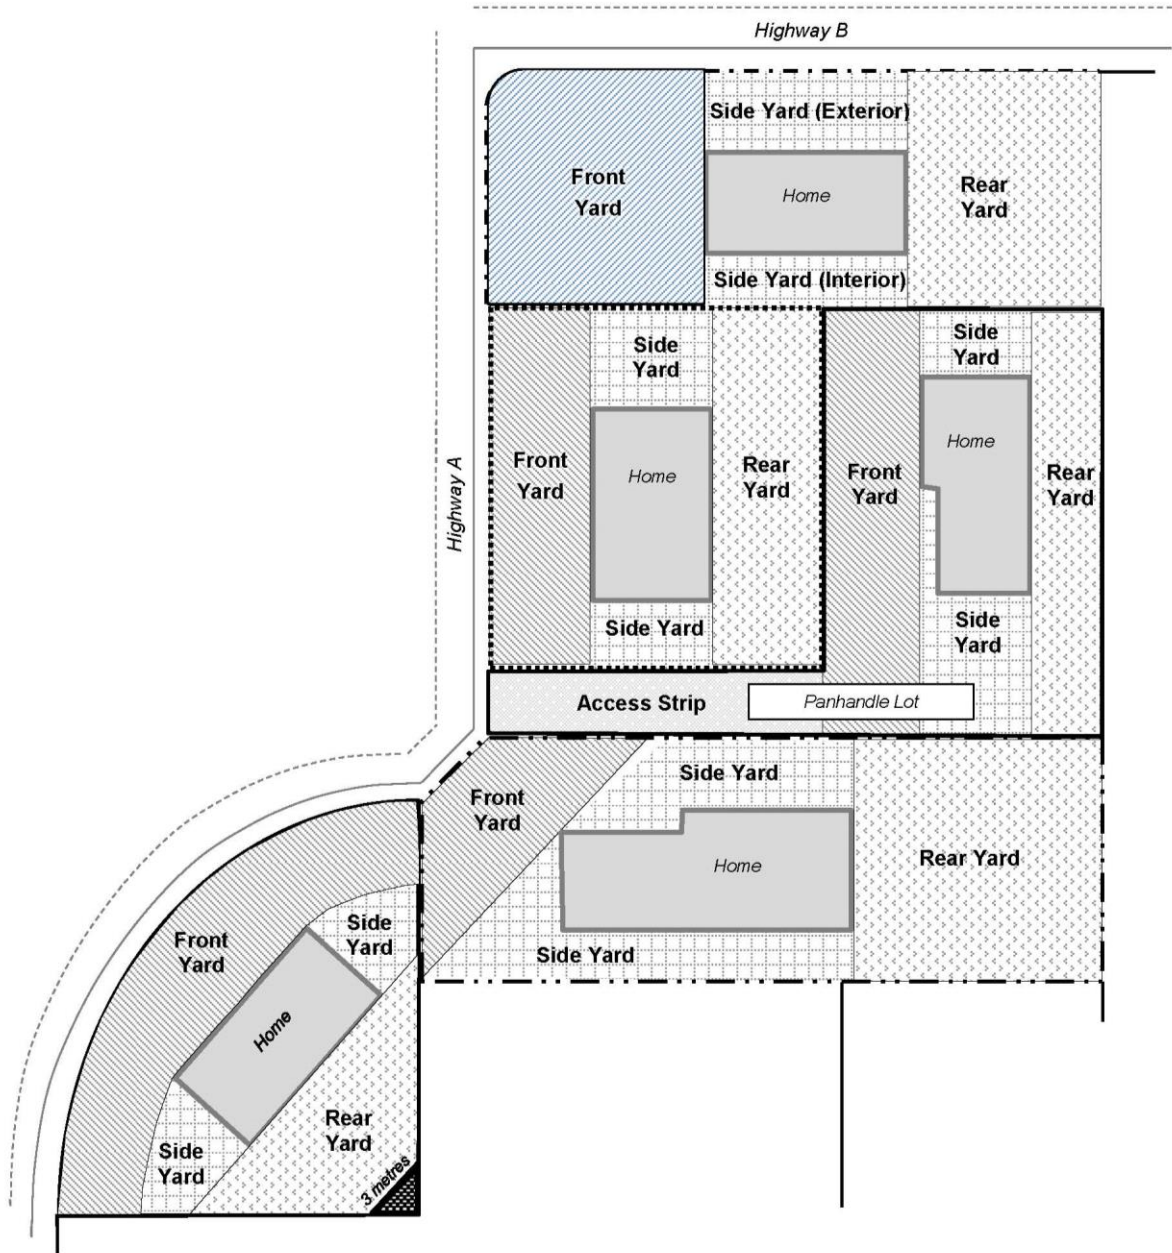 Highway B
Side Yard (Exterior)
Front
Yard
Home
Rear
Yard
Side Yard (Interior)
Side
Yard
Side
Yard
Highway A
Front
Yard
Home
Rear
Yard
Front
Yard
Home
Rear
Yard
Side Yard
Side
Yard
Access Strip
Panhandle Lot
Side Yard
Front
Yard
Home
Rear Yard
Side Yard
Side
Yard
Front
Yard
Home
Rear
Yard
Side
Yard
3 metres